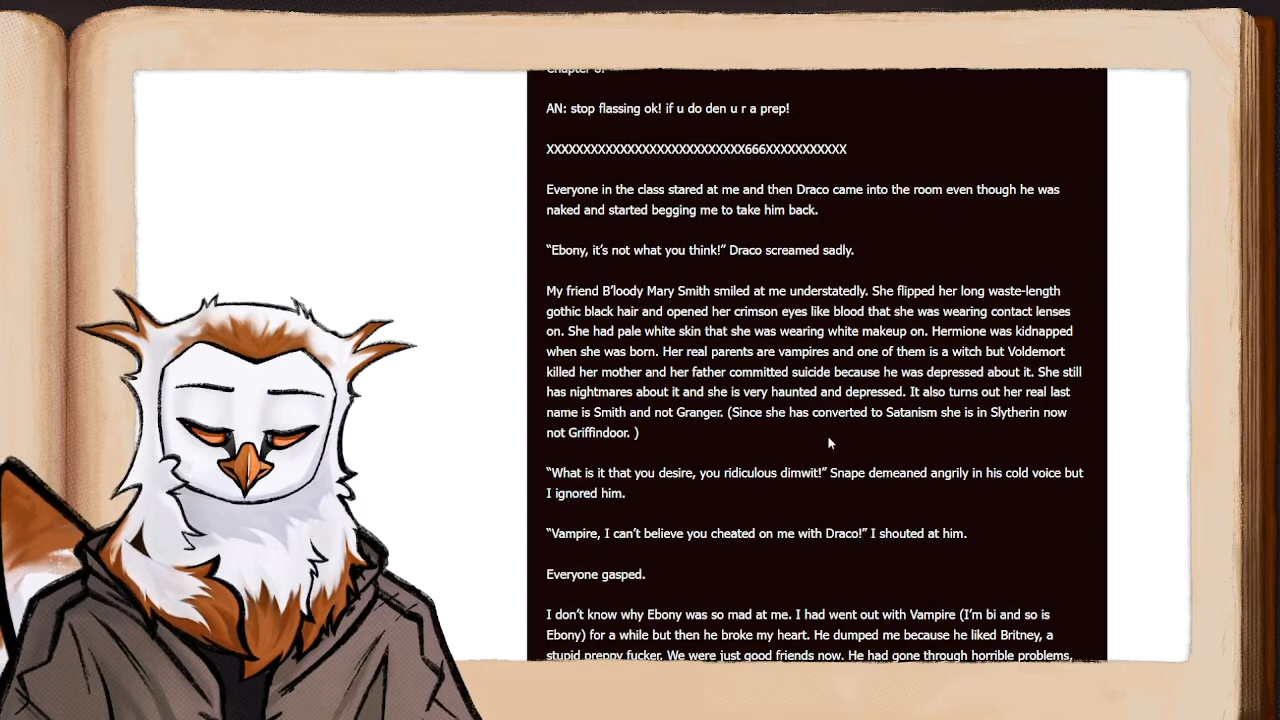 AN: stop flassing ok! if u do den u r a prep!
XXXXXXXXXXXXXXXXXXXXXXXXXXX666XXXXXXXXXXX
Everyone in the class stared at me and then Draco came into the room even though he was
naked and started begging me to take him back.
“Ebony, it’s not what you think!” Draco screamed sadly.
My friend B’loody Mary Smith smiled at me understatedly. She flipped her long waste-length
gothic black hair and opened her crimson eyes like blood that she was wearing contact lenses
on. She had pale white skin that she was wearing white makeup on. Hermione was kidnapped
when she was born. Her real parents are vampires and one of them is a witch but Voldemort
killed her mother and her father committed suicide because he was depressed about it. She still
has nightmares about it and she is very haunted and depressed. It also turns out her real last
name is Smith and not Granger. (Since she has converted to Satanism she is in Slytherin now
not Griffindoor. )
“What is it that you desire, you ridiculous dimwit!” Snape demeaned angrily in his cold voice but
I ignored him.
“Vampire, I can’t believe you cheated on me with Draco!” I shouted at him.
Everyone gasped.
I don’t know why Ebony was so mad at me. I had went out with Vampire (I’m bi and so is
Ebony) for a while but then he broke my heart. He dumped me because he liked Britney, a
stupid preppy fucker. We were just good friends now. He had gone through horrible problems,